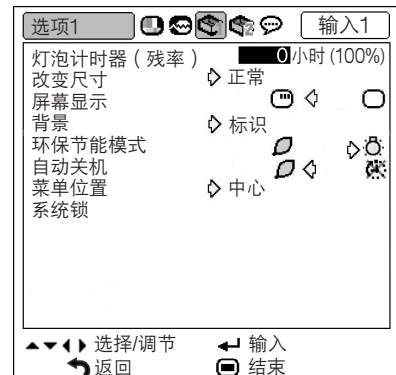 选项1 输入1
灯泡计时器（残率） 0小时(100%)
改变尺寸 正常
屏幕显示
背景 标识
环保节能模式
自动关机
菜单位置 中心
系统锁
选择/调节 输入
返回 结束